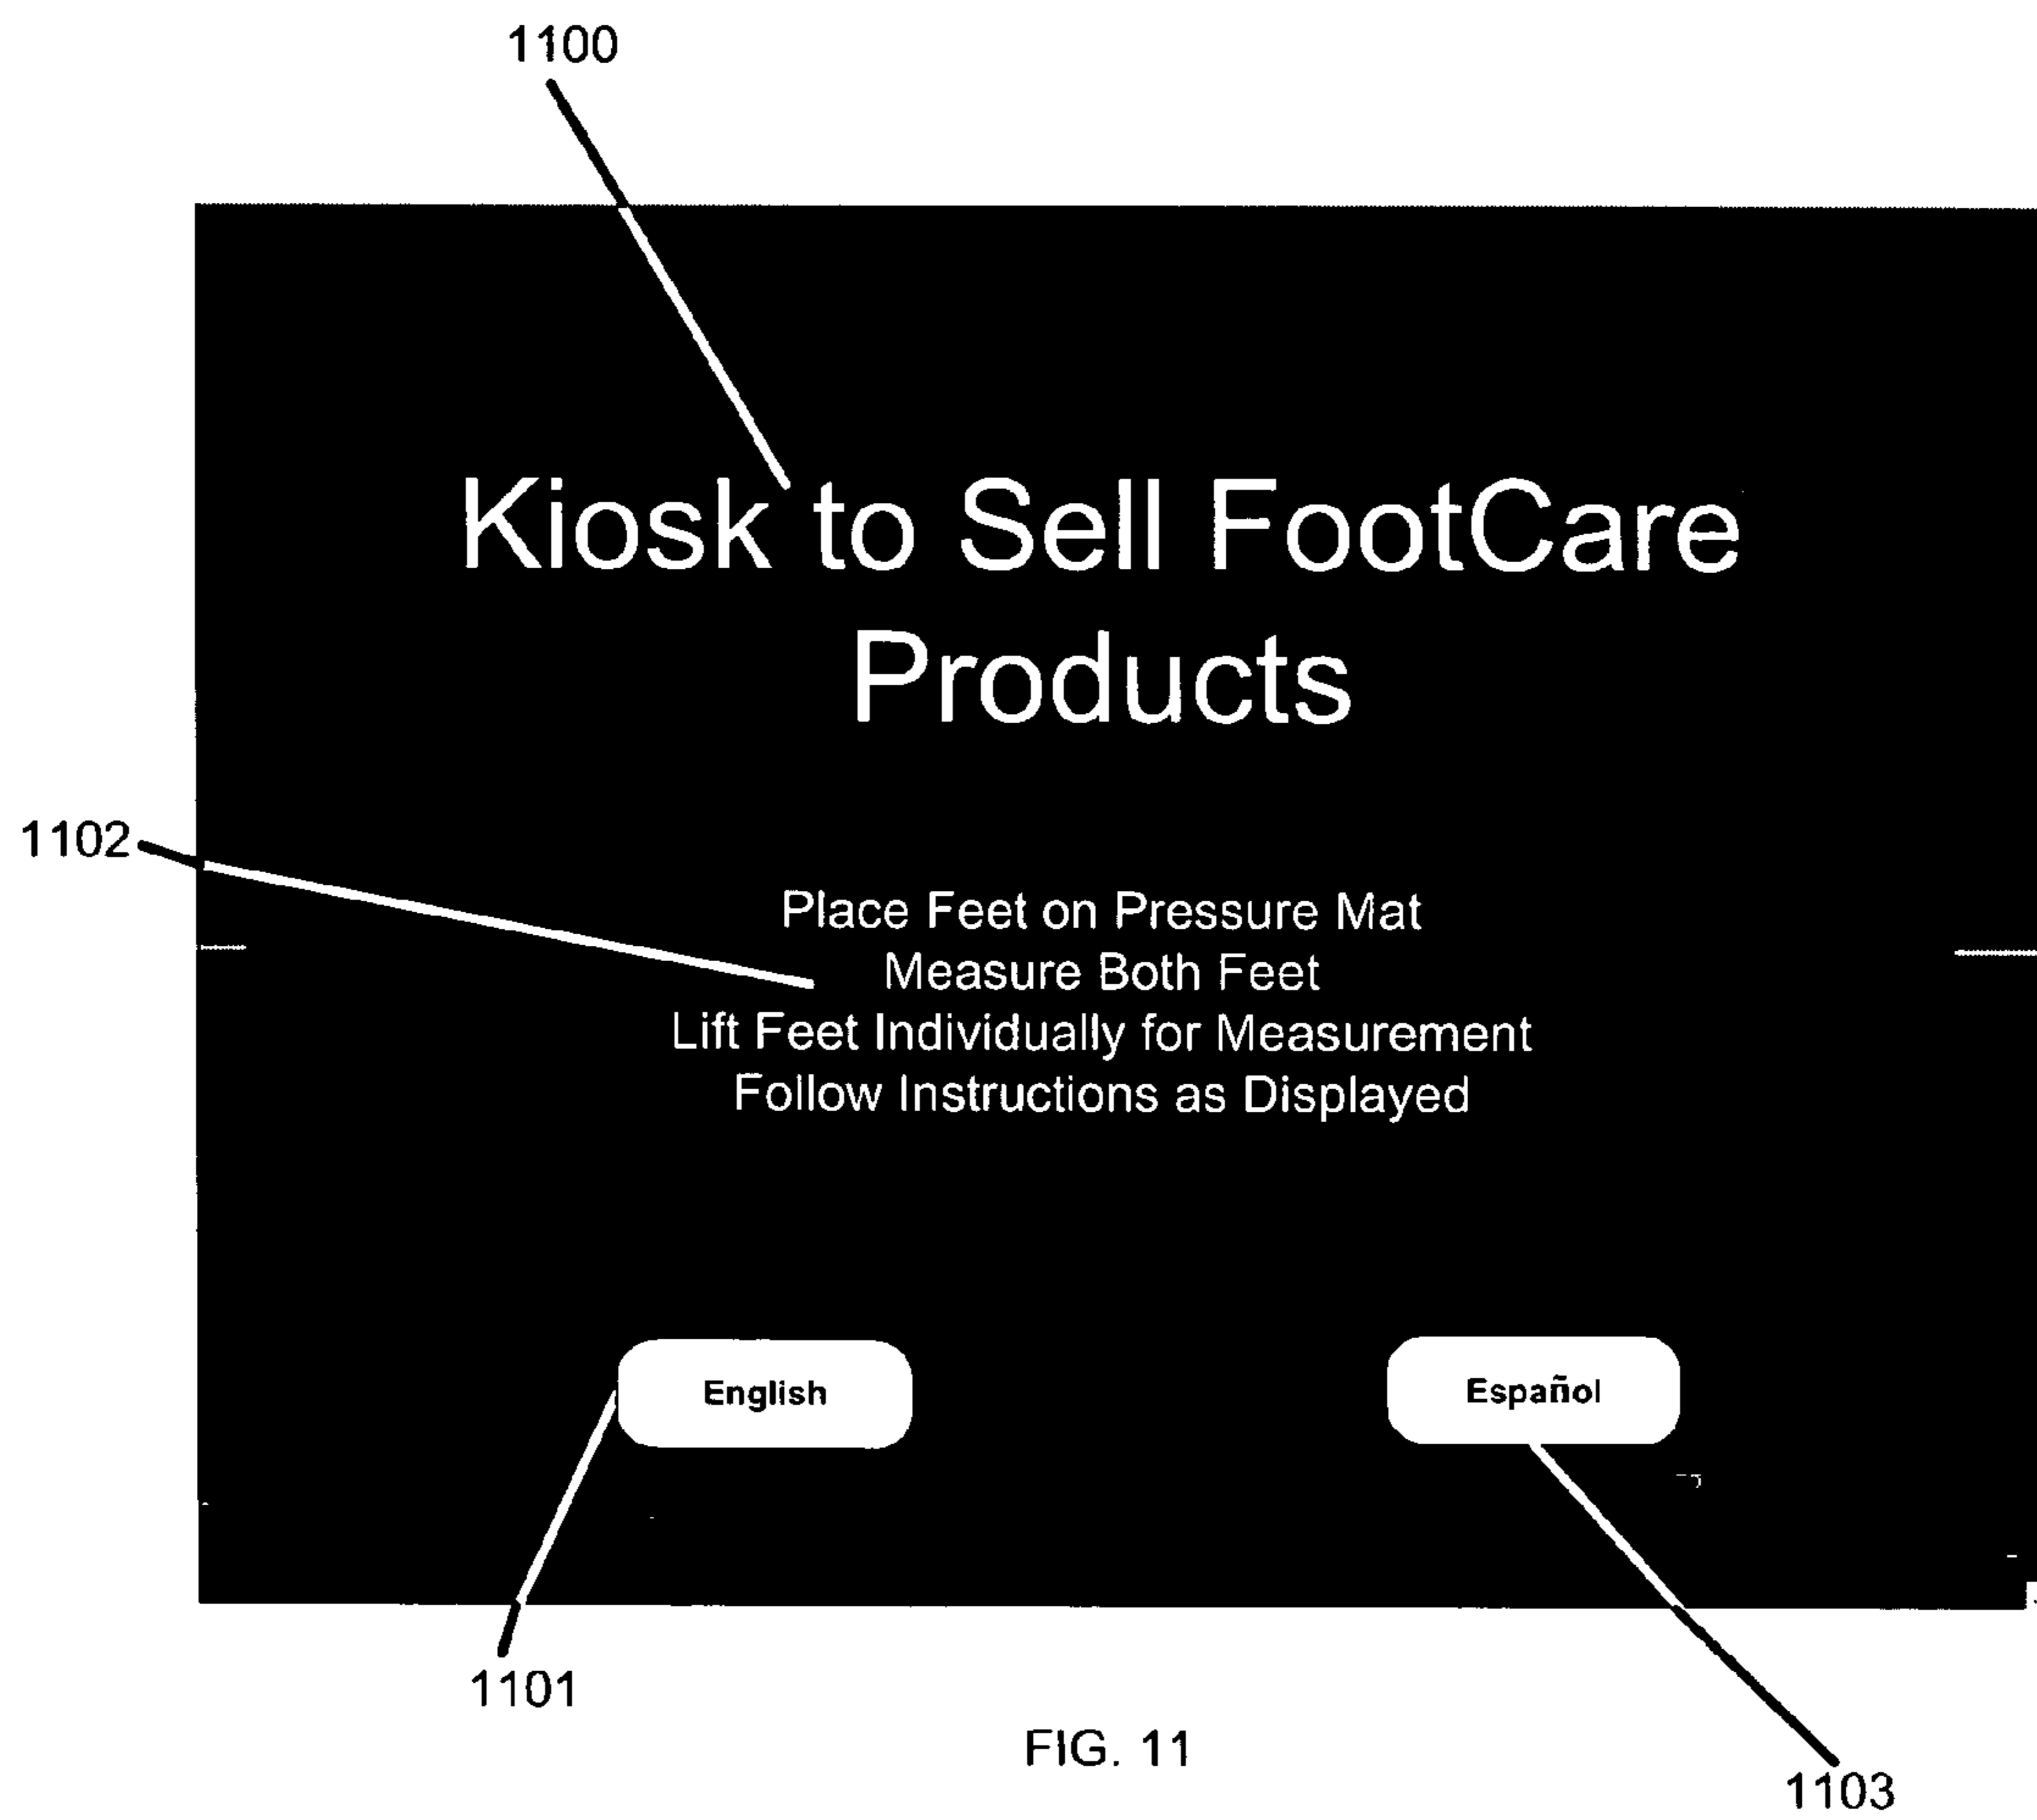 1100
Kiosk to Sell FootCare
Products
1102
Place Feet on Pressure Mat
Measure Both Feet
Lift Feet Individually for Measurement
Follow Instructions as Displayed
English
Español
1101
FIG. 11
1103